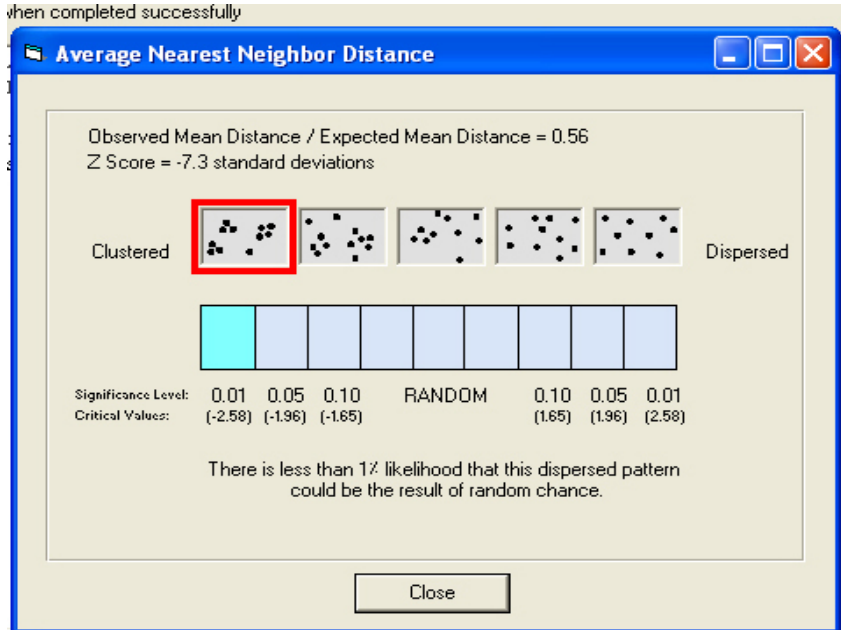 when completed successfully
Average Nearest Neighbor Distance
Observed Mean Distance / Expected Mean Distance = 0.56
Z Score = -7.3 standard deviations
Clustered
Dispersed
Significance Level: 0.01 0.05 0.10 RANDOM 0.10 0.05 0.01
Critical Values: (-2.58) (-1.96) (-1.65) (1.65) (1.96) (2.58)
There is less than 1% likelihood that this dispersed pattern
could be the result of random chance.
Close